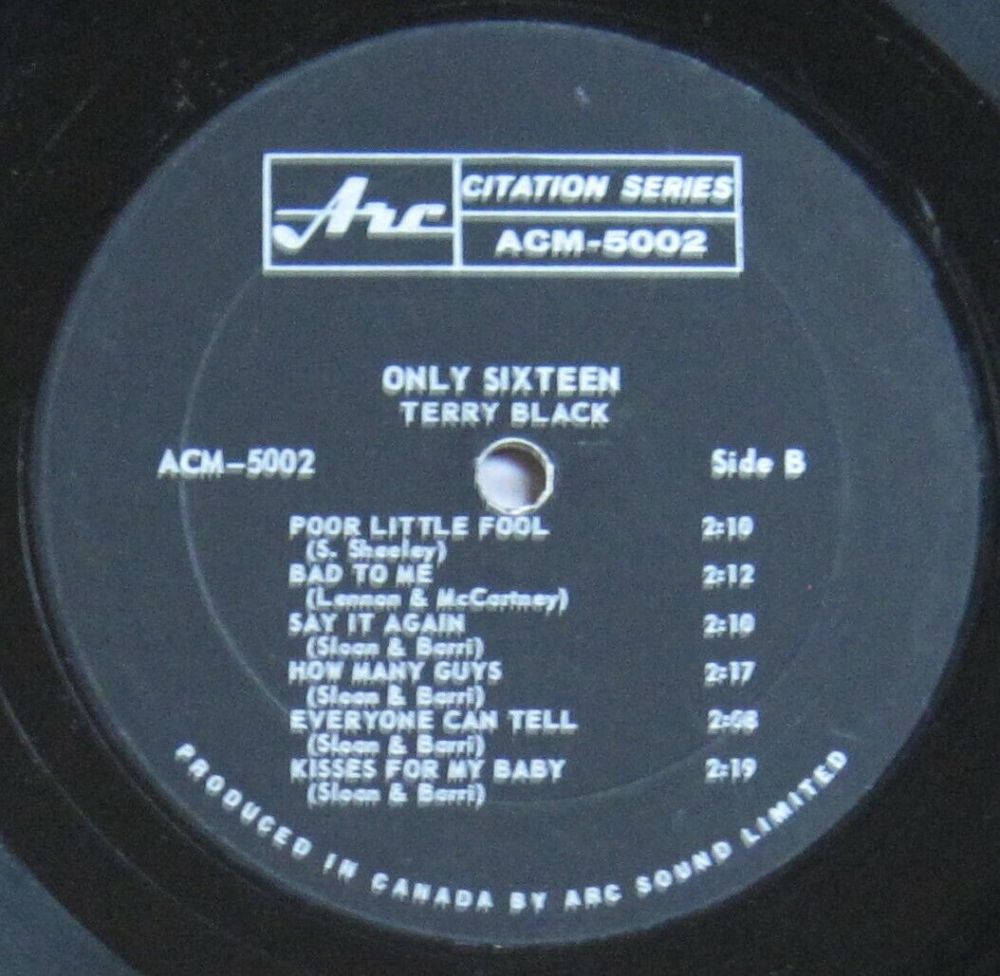 Arc
CITATION SERIES
ACM-5002
ONLY SIXTEEN
TERRY BLACK
ACM-5002 Side B
POOR LITTLE FOOL 2:10
(S. Sheeley)
BAD TO ME 2:12
(Lennon & McCartney)
SAY IT AGAIN 2:10
(Sloan & Barri)
HOW MANY GUYS 2:17
(Sloan & Barri)
EVERYONE CAN TELL 2:08
(Sloan & Barri)
KISSES FOR MY BABY 2:19
(Sloan & Barri)
PRODUCED IN CANADA BY ARC SOUND LIMITED